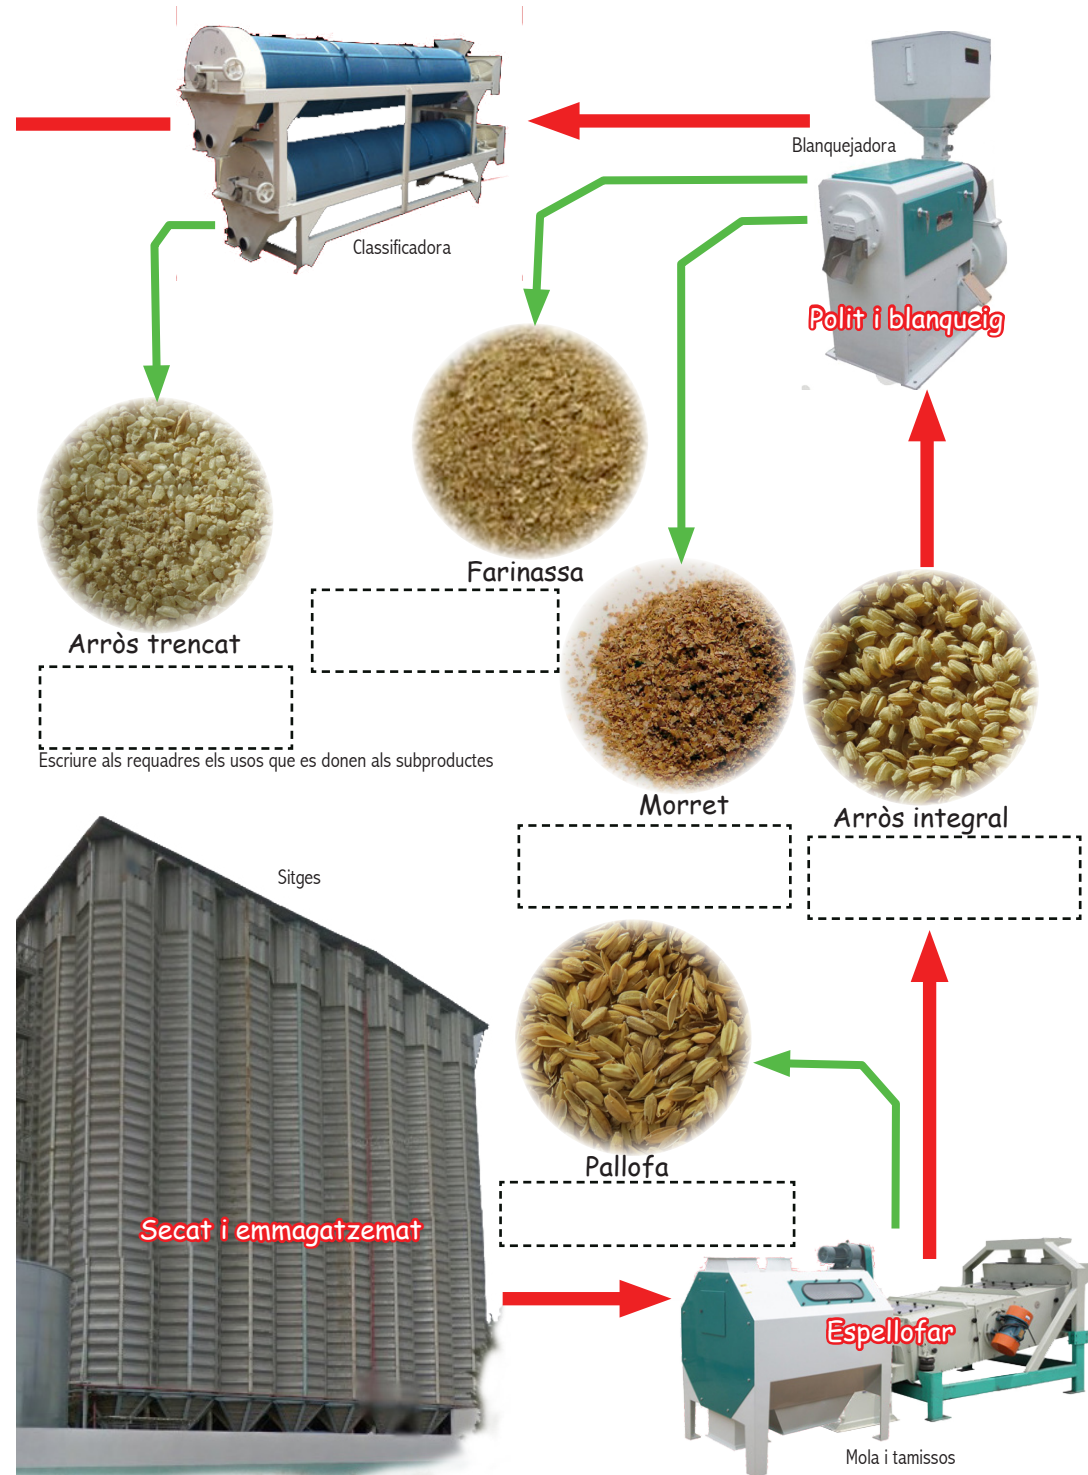 Blanquejadora
Classificadora
Polit i blanqueig
Farinassa
Arròs trencat
Escriure als requadres els usos que es donen als subproductes
Morret
Arròs integral
Sitges
Pallofa
Secat i emmagatzemat
Espellofar
Mola i tamissos